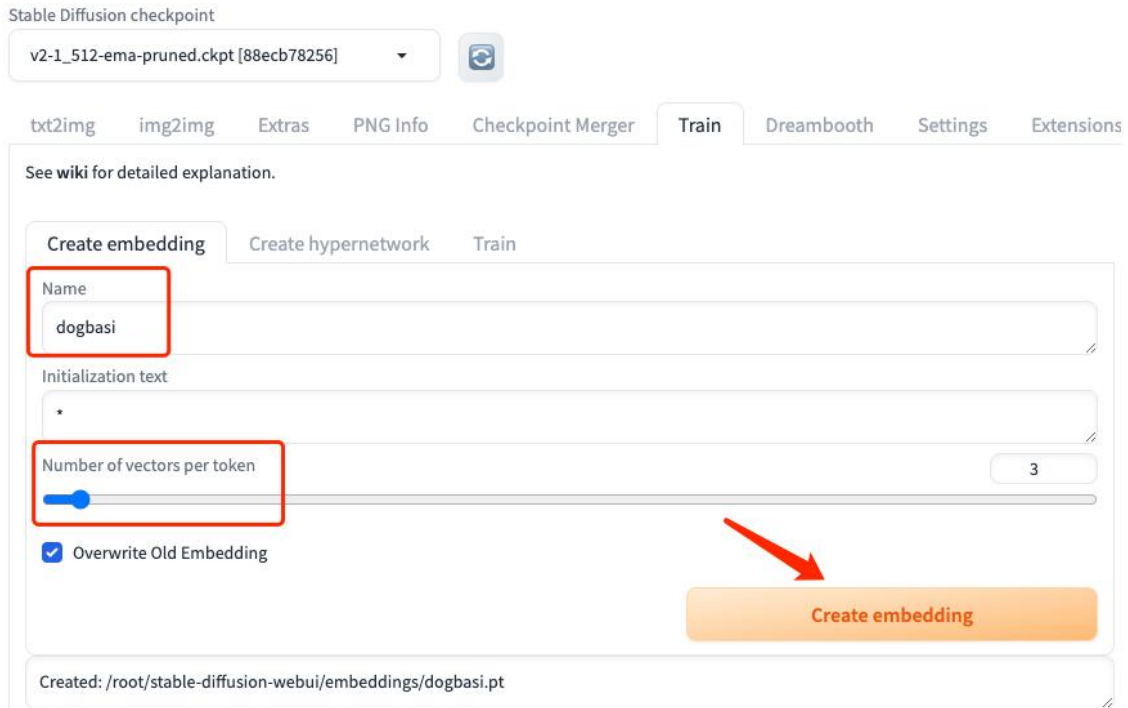 Stable Diffusion checkpoint
v2-1_512-ema-pruned.ckpt [88ecb78256]
txt2img img2img Extras PNG Info Checkpoint Merger Train Dreambooth Settings Extensions
See wiki for detailed explanation.
Create embedding Create hypernetwork Train
Name
dogbasi
Initialization text
*
Number of vectors per token 3
Overwrite Old Embedding
Create embedding
Created: /root/stable-diffusion-webui/embeddings/dogbasi.pt